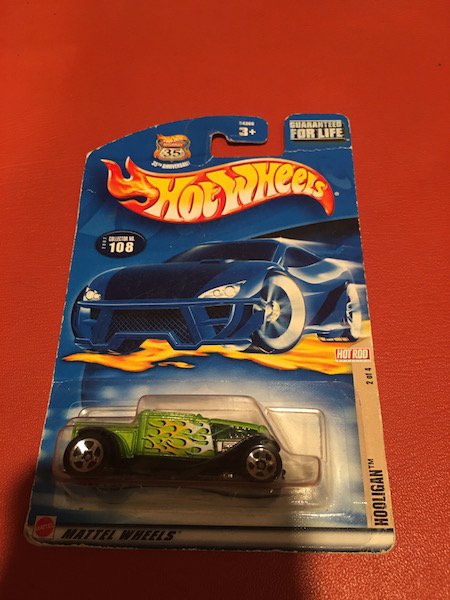 3+
GUARANTEED
FOR LIFE
35
35TH ANNIVERSARY
HOT WHEELS
COLLECTOR NO.
108
HOT ROD
2 of 4
HOOLIGAN™
MATTEL WHEELS